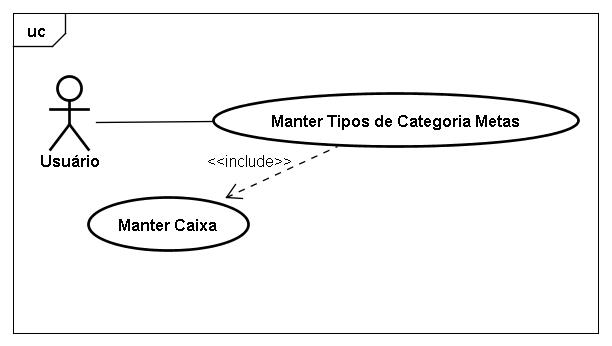 uc
Manter Tipos de Categoria Metas
Usuário
<<include>>
Manter Caixa